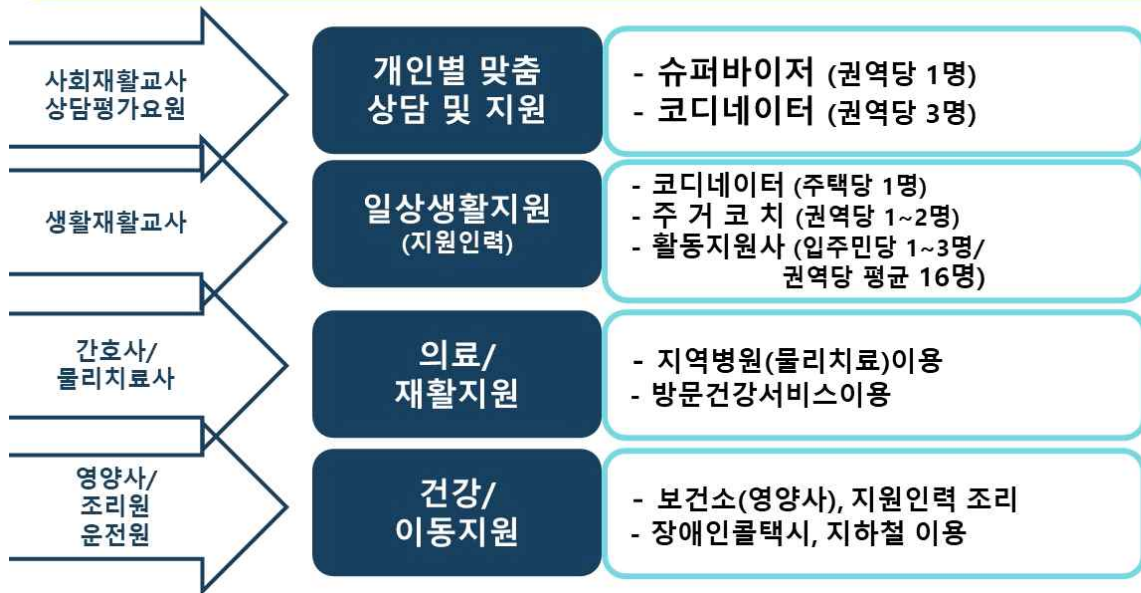 사회재활교사
상담평가요원
개인별 맞춤
상담 및 지원
- 슈퍼바이저 (권역당 1명)
- 코디네이터 (권역당 3명)
생활재활교사
일상생활지원
(지원인력)
- 코디네이터 (주택당 1명)
- 주 거 코 치 (권역당 1~2명)
- 활동지원사 (입주민당 1~3명/
권역당 평균 16명)
간호사/
물리치료사
의료/
재활지원
- 지역병원(물리치료)이용
- 방문건강서비스이용
영양사/
조리원
운전원
건강/
이동지원
- 보건소(영양사), 지원인력 조리
- 장애인콜택시, 지하철 이용